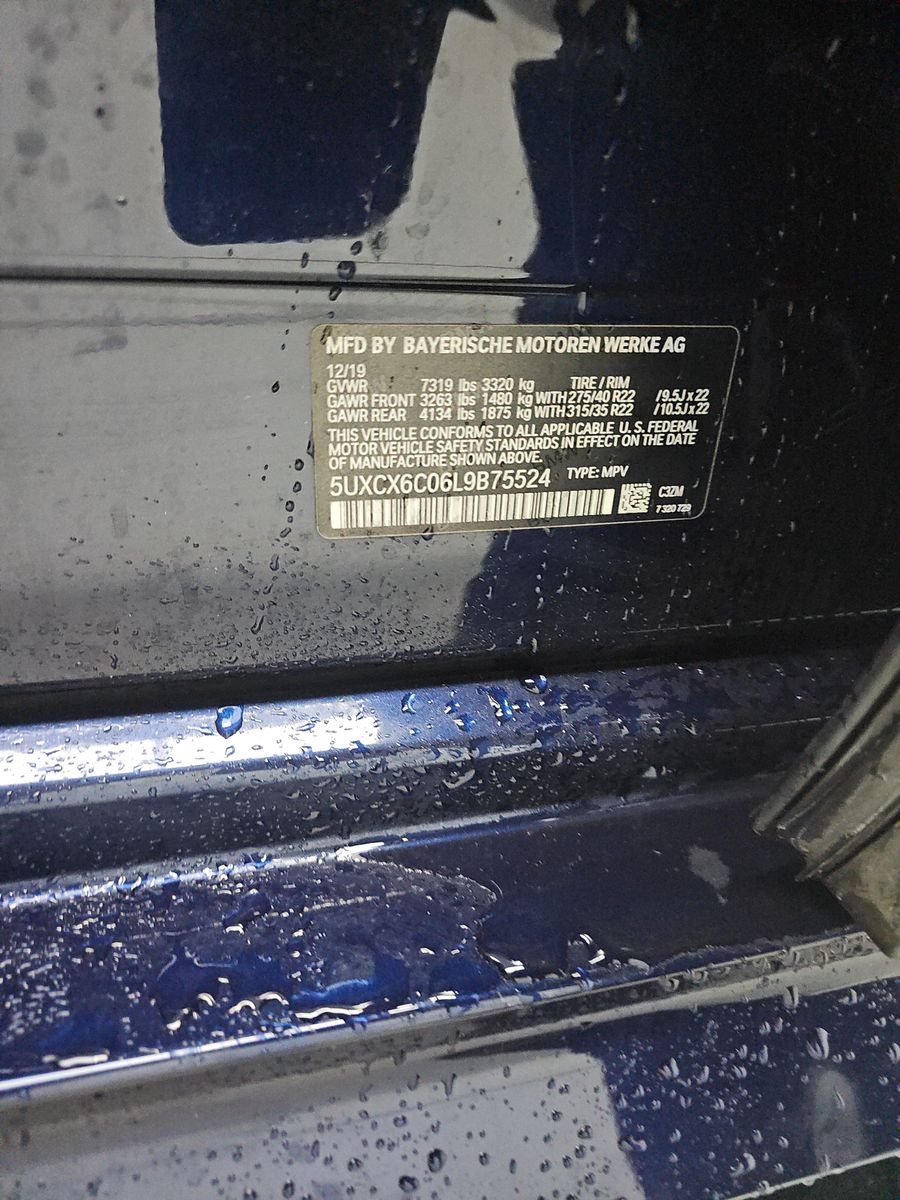 MFD BY BAYERISCHE MOTOREN WERKE AG
12/19
GVWR 7319 lbs 3320 kg TIRE / RIM
GAWR FRONT 3263 lbs 1480 kg WITH 275/40 R22 /9.5J x 22
GAWR REAR 4134 lbs 1875 kg WITH 315/35 R22 /10.5J x 22
THIS VEHICLE CONFORMS TO ALL APPLICABLE U. S. FEDERAL
MOTOR VEHICLE SAFETY STANDARDS IN EFFECT ON THE DATE
OF MANUFACTURE SHOWN ABOVE.
5UXCX6C06L9B75524 TYPE: MPV
C3ZM
7 320 729